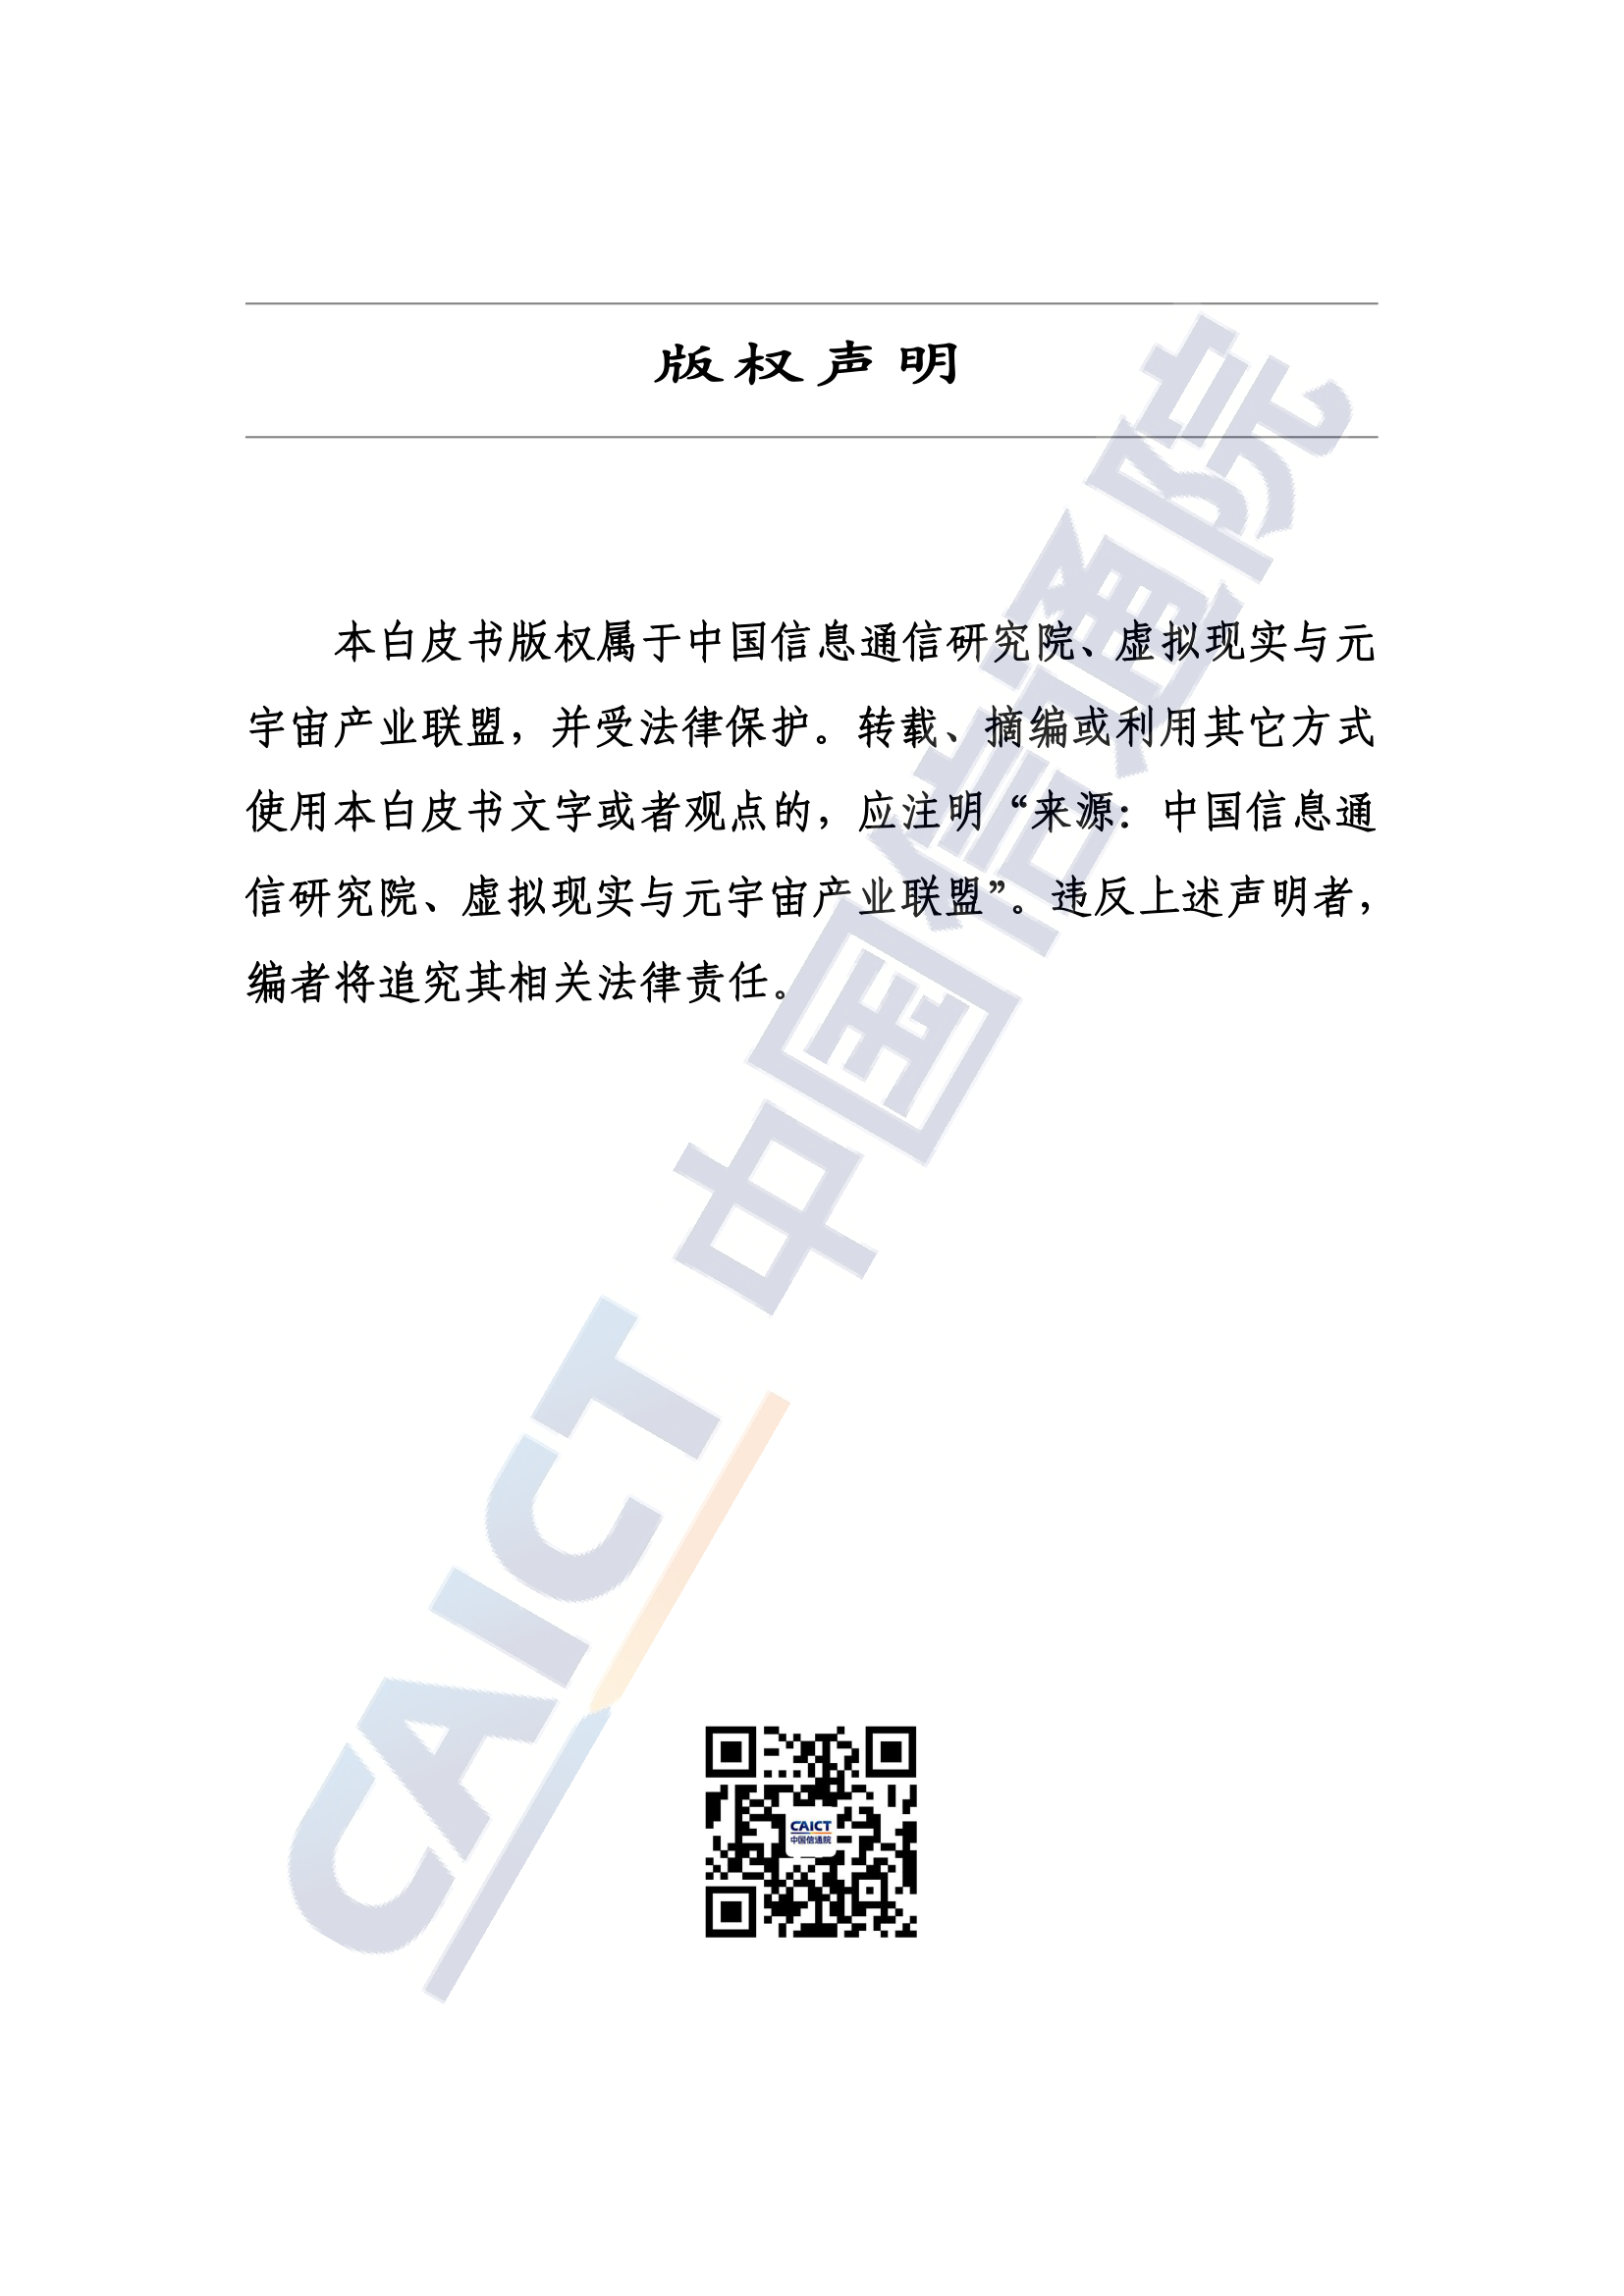 版权声明
本白皮书版权属于中国信息通信研究院、虚拟现实与元
宇宙产业联盟，并受法律保护。转载、摘编或利用其它方式
使用本白皮书文字或者观点的，应注明“来源：中国信息通
信研究院、虚拟现实与元宇宙产业联盟”。违反上述声明者，
编者将追究其相关法律责任。
CAICT 中国信通院
CAICT
中国信通院